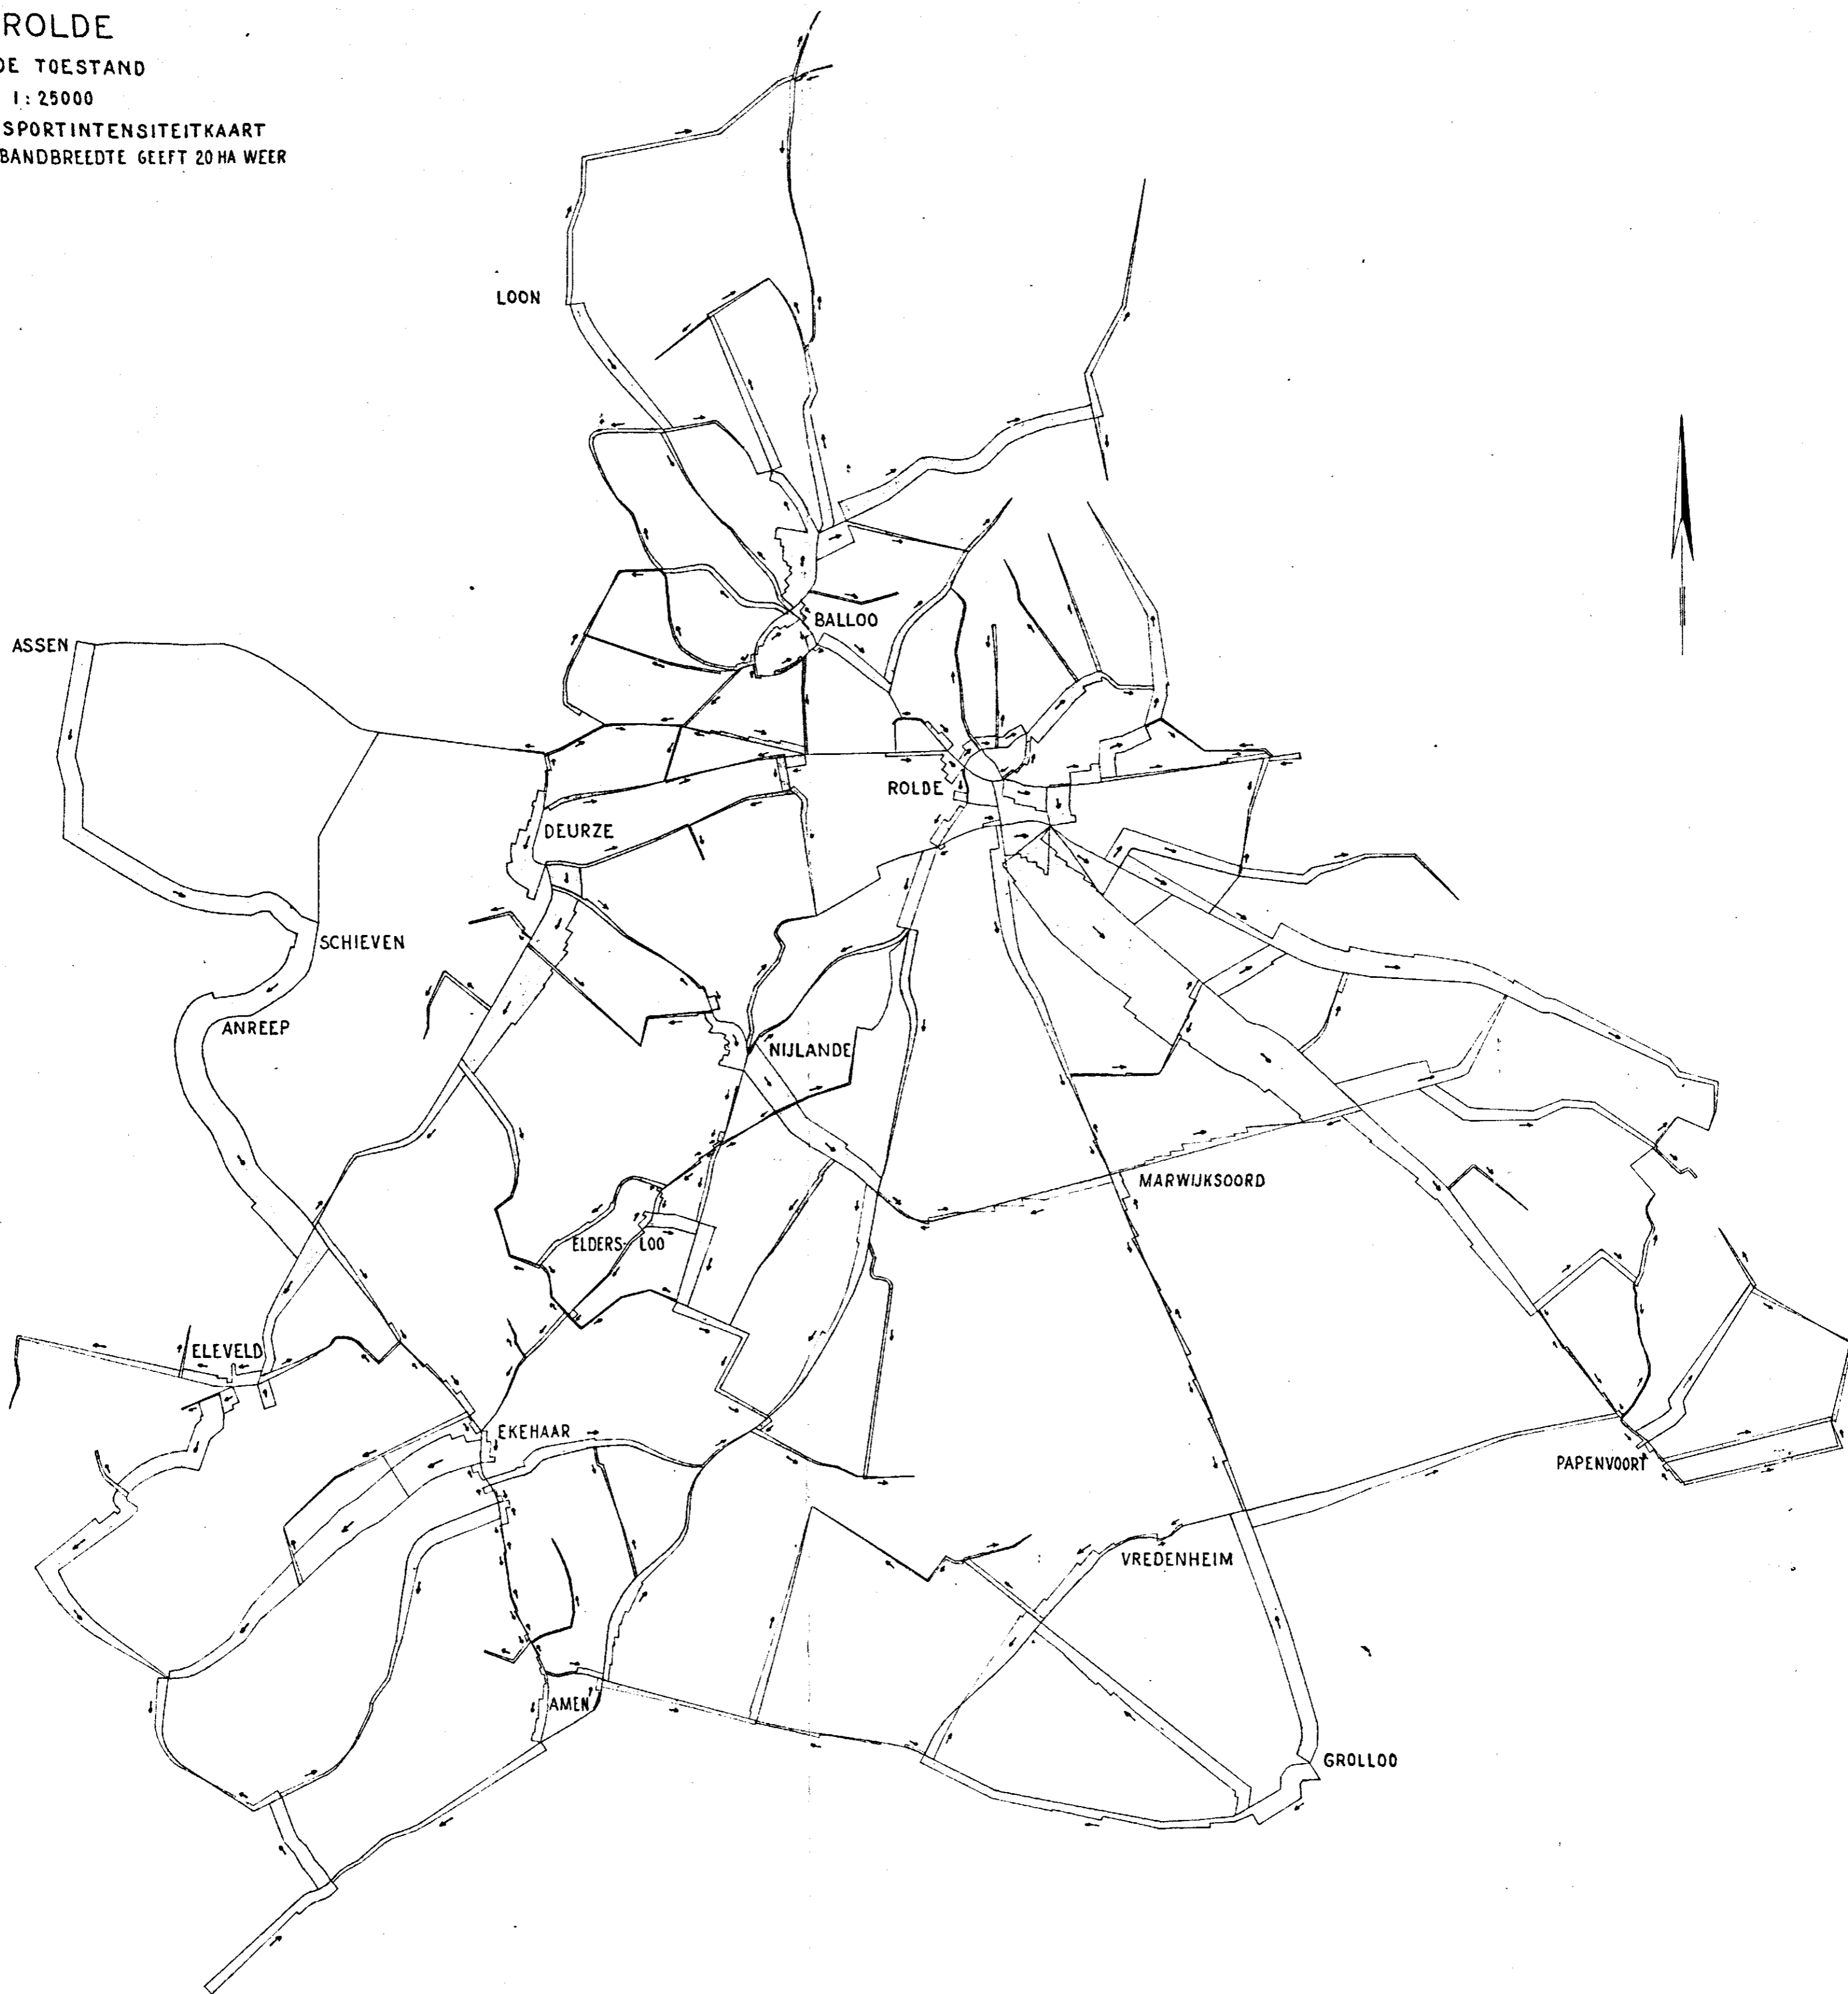 ROLDE
DE TOESTAND
1 : 25000
SPORTINTENSITEITKAART
BANDBREEDTE GEEFT 20 HA WEER
LOON
BALLOO
ASSEN
ROLDE
DEURZE
SCHIEVEN
ANREEP
NIJLANDE
MARWIJKSOORD
ELDERS-LOO
ELEVELD
EKEHAAR
PAPENVOORT
VREDENHEIM
AMEN
GROLLOO